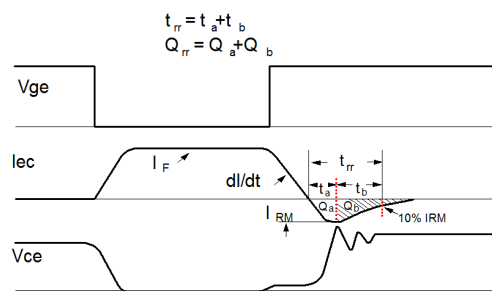 t rr = t a + t b
Q rr = Q a + Q b
Vge
Iec
I F
dI/dt
t rr
t a
t b
Q a
Q b
I RM
10% IRM
Vce